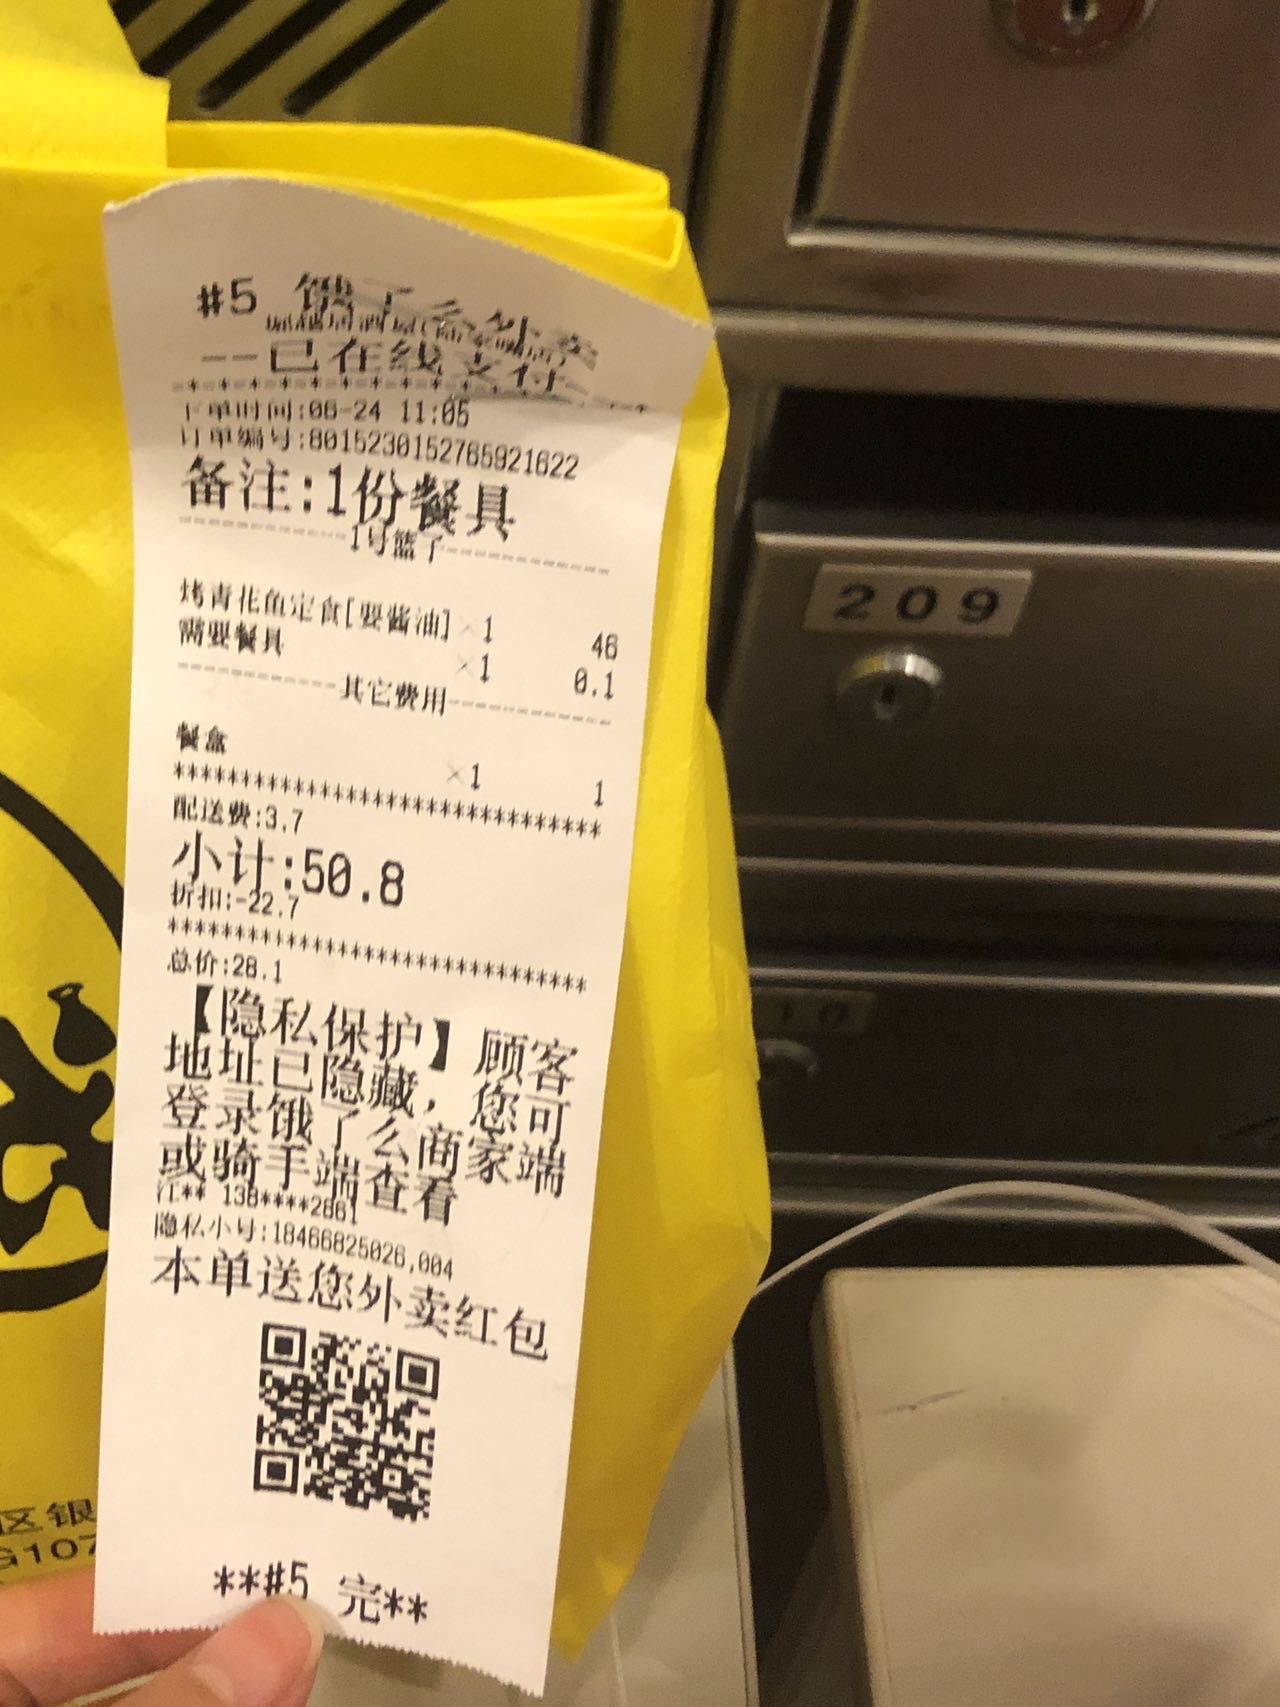 #5 饿了么外卖
--已在线支付--
下单时间:06-24 11:05
订单编号:8015230152765921622
备注:1份餐具
1号篮子
烤青花鱼定食[要酱油] ×1 46
需要餐具 ×1 0.1
其它费用
餐盒 ×1 1
********************************
配送费:3.7
小计:50.8
折扣:-22.7
********************************
总价:28.1
【隐私保护】顾客
地址已隐藏，您可
登录饿了么商家端
或骑手端查看
江** 138****2861
隐私小号:18466825026,004
本单送您外卖红包
**#5 完**
区银
G107
209
10